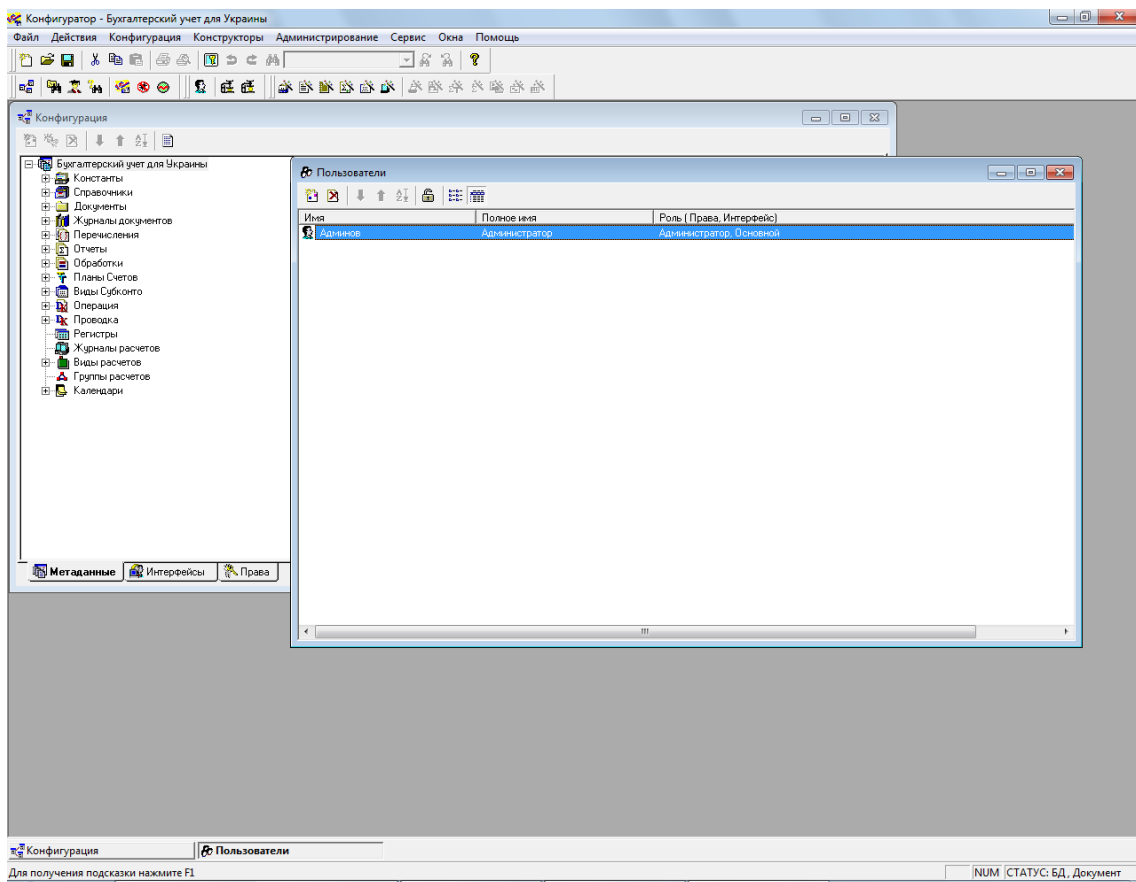 Конфигуратор - Бухгалтерский учет для Украины
Файл Действия Конфигурация Конструкторы Администрирование Сервис Окна Помощь
Конфигурация
Бухгалтерский учет для Украины
Константы
Справочники
Документы
Журналы документов
Перечисления
Отчеты
Обработки
Планы Счетов
Виды Субконто
Операция
Проводка
Регистры
Журналы расчетов
Виды расчетов
Группы расчетов
Календари
Метаданные Интерфейсы Права
Пользователи
Имя Полное имя Роль ( Права, Интерфейс)
Админов Администратор Администратор, Основной
Конфигурация Пользователи
Для получения подсказки нажмите F1 NUM СТАТУС: БД, Документ